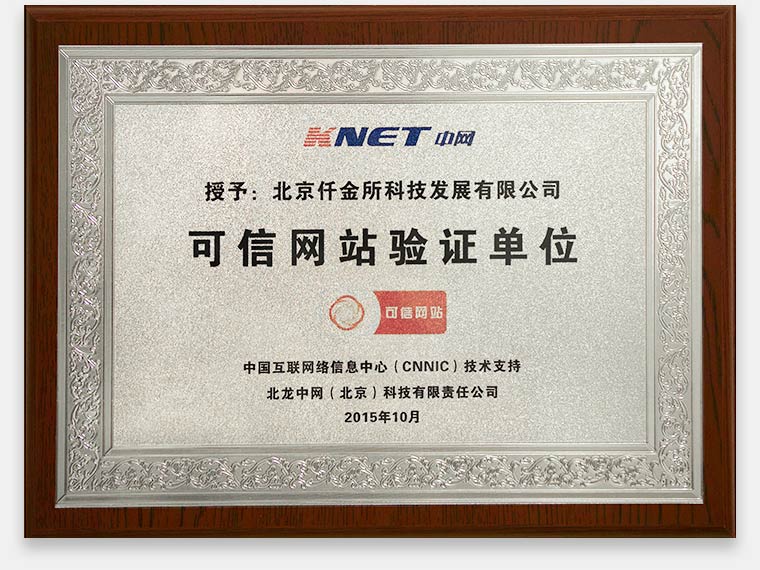 KNET 中网
授予：北京仟金所科技发展有限公司
可信网站验证单位
可信网站
中国互联网络信息中心（CNNIC）技术支持
北龙中网（北京）科技有限责任公司
2015年10月